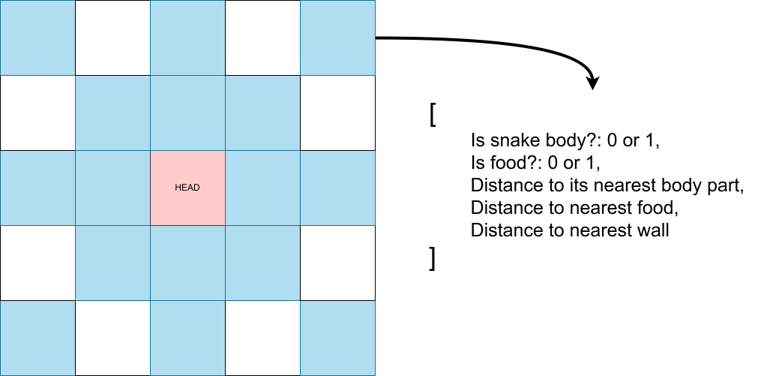 HEAD
[
Is snake body?: 0 or 1,
Is food?: 0 or 1,
Distance to its nearest body part,
Distance to nearest food,
Distance to nearest wall
]